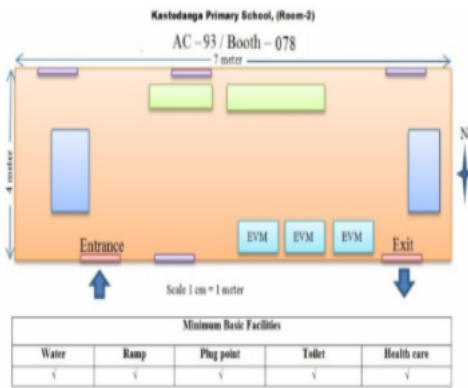 Kastodanga Primary School, (Room-2)
AC – 93 / Booth – 078
7 meter
4 meter
N
EVM EVM EVM
Entrance Exit
Scale 1 cm = 1 meter
Minimum Basic Facilities
Water Ramp Plug point Toilet Health care
√ √ √ √ √